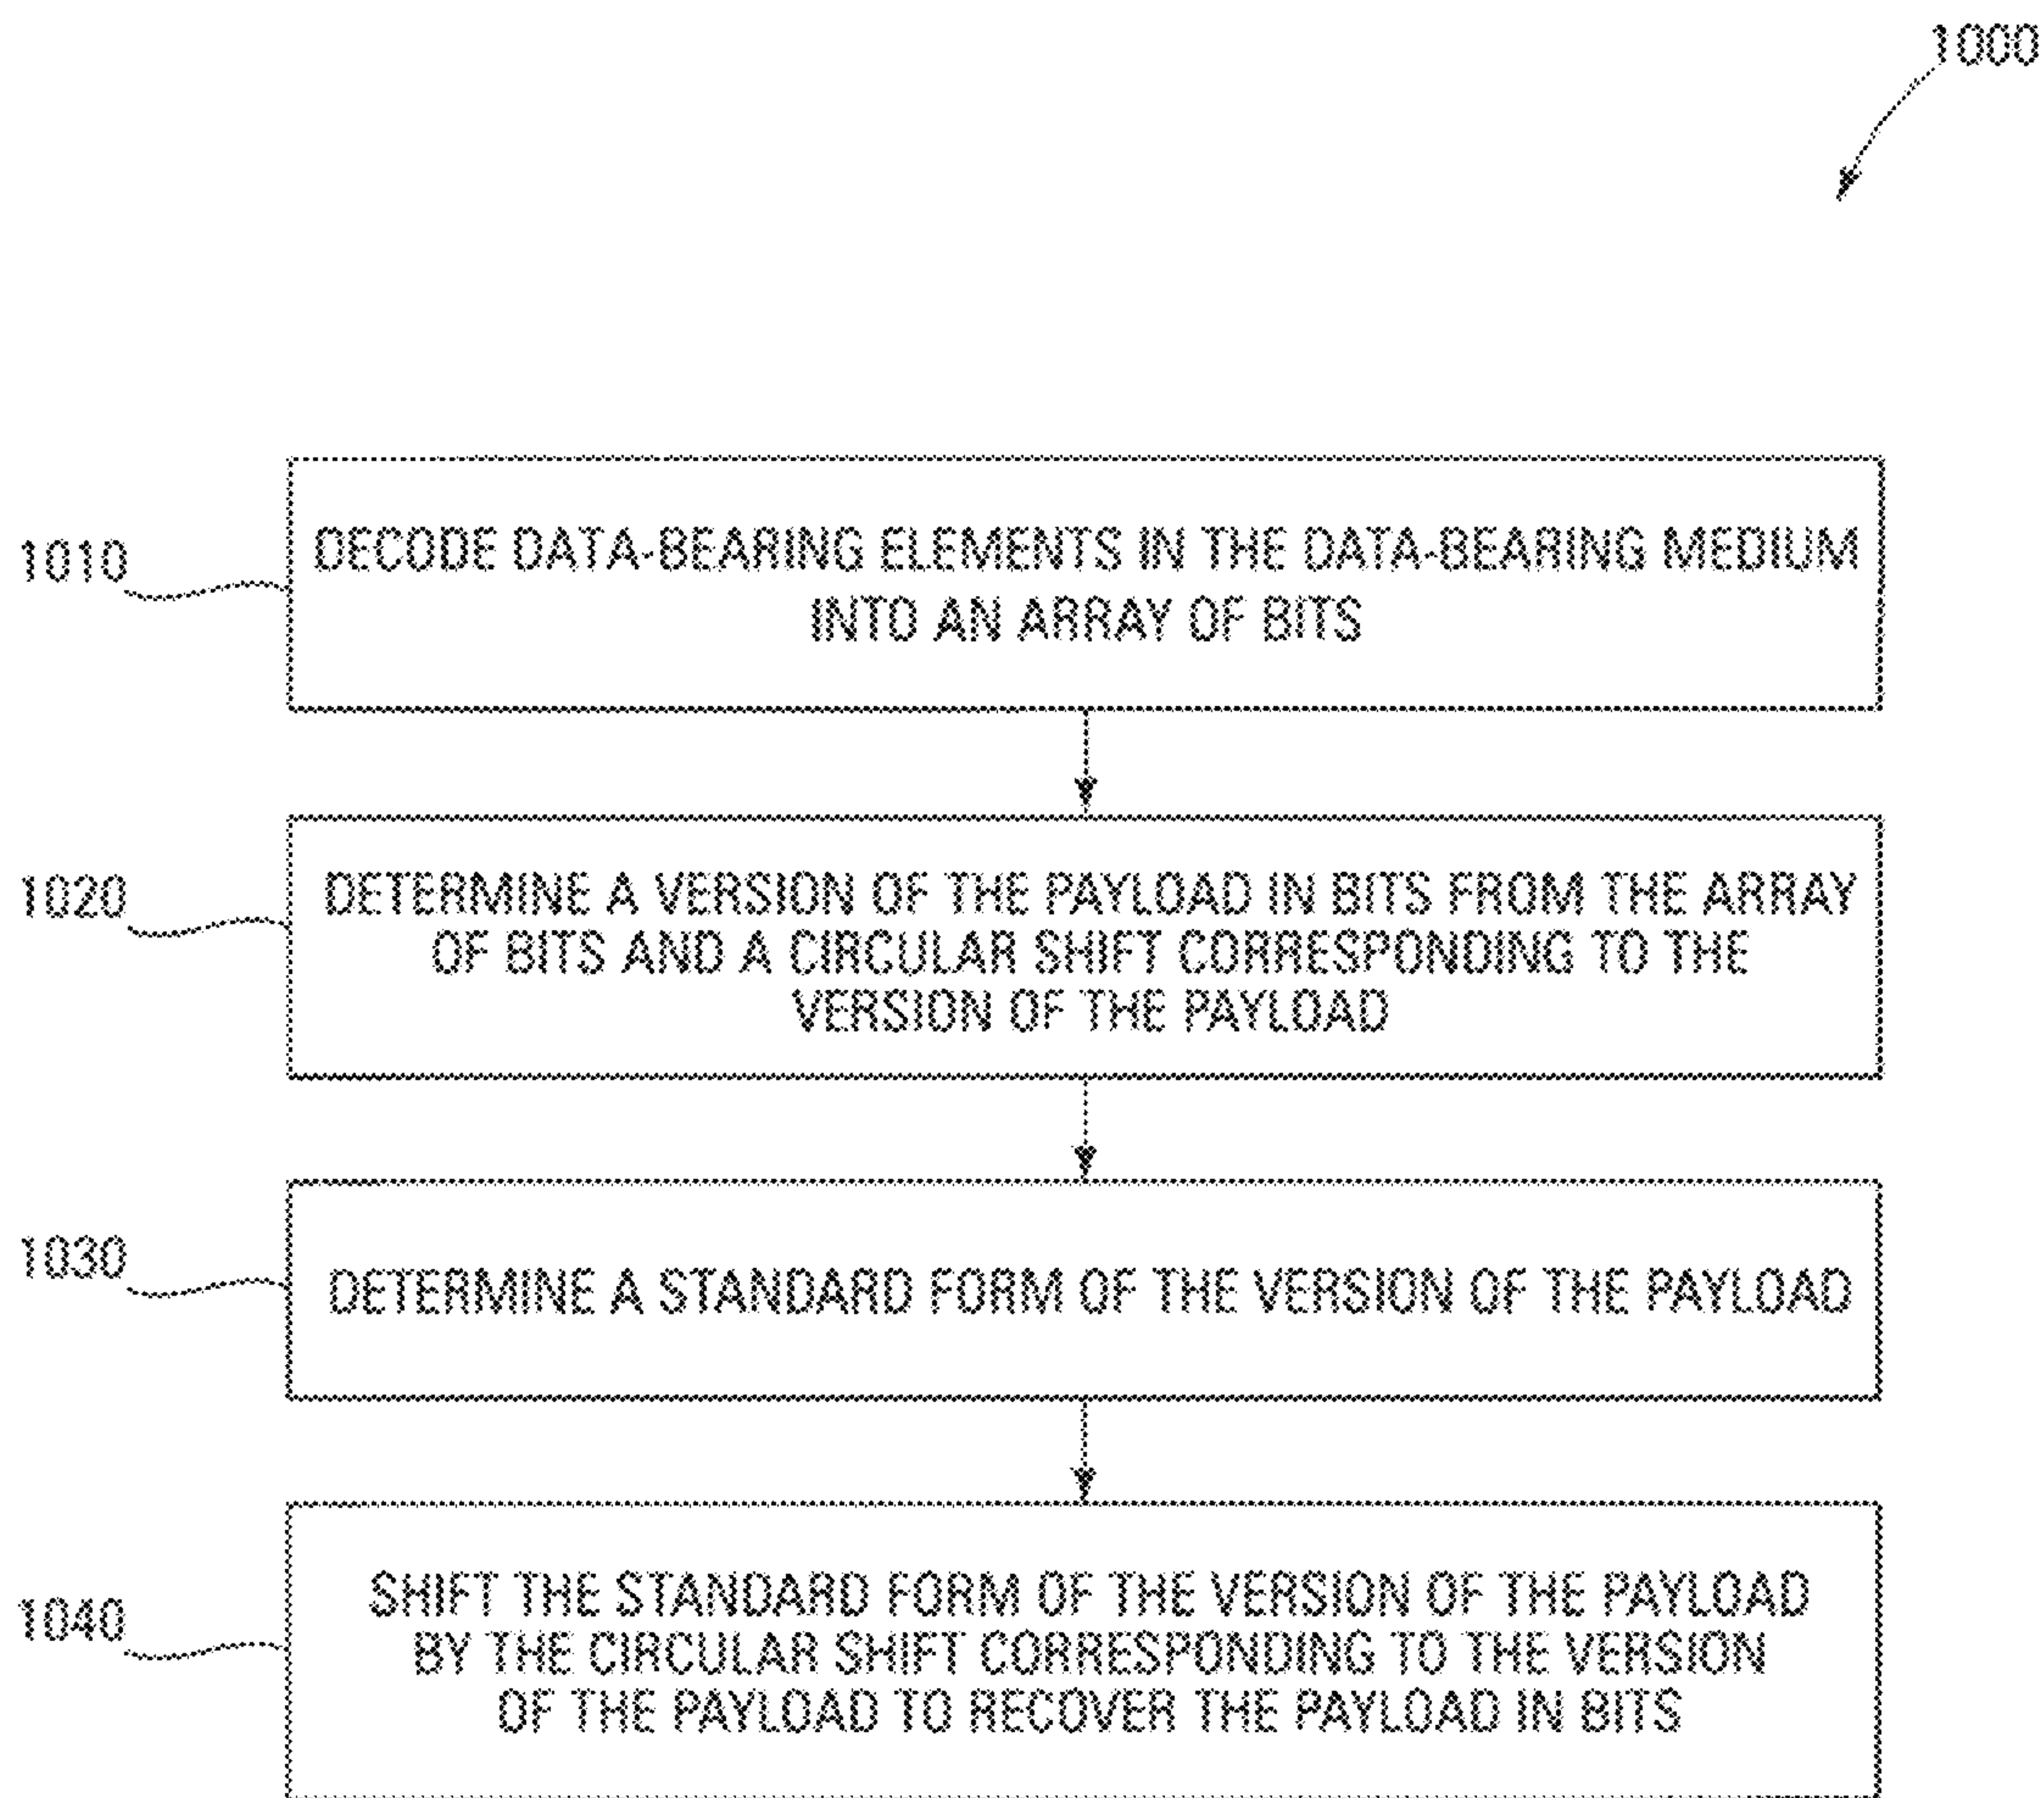 1000
1010
DECODE DATA-BEARING ELEMENTS IN THE DATA-BEARING MEDIUM
INTO AN ARRAY OF BITS
1020
DETERMINE A VERSION OF THE PAYLOAD IN BITS FROM THE ARRAY
OF BITS AND A CIRCULAR SHIFT CORRESPONDING TO THE
VERSION OF THE PAYLOAD
1030
DETERMINE A STANDARD FORM OF THE VERSION OF THE PAYLOAD
1040
SHIFT THE STANDARD FORM OF THE VERSION OF THE PAYLOAD
BY THE CIRCULAR SHIFT CORRESPONDING TO THE VERSION
OF THE PAYLOAD TO RECOVER THE PAYLOAD IN BITS